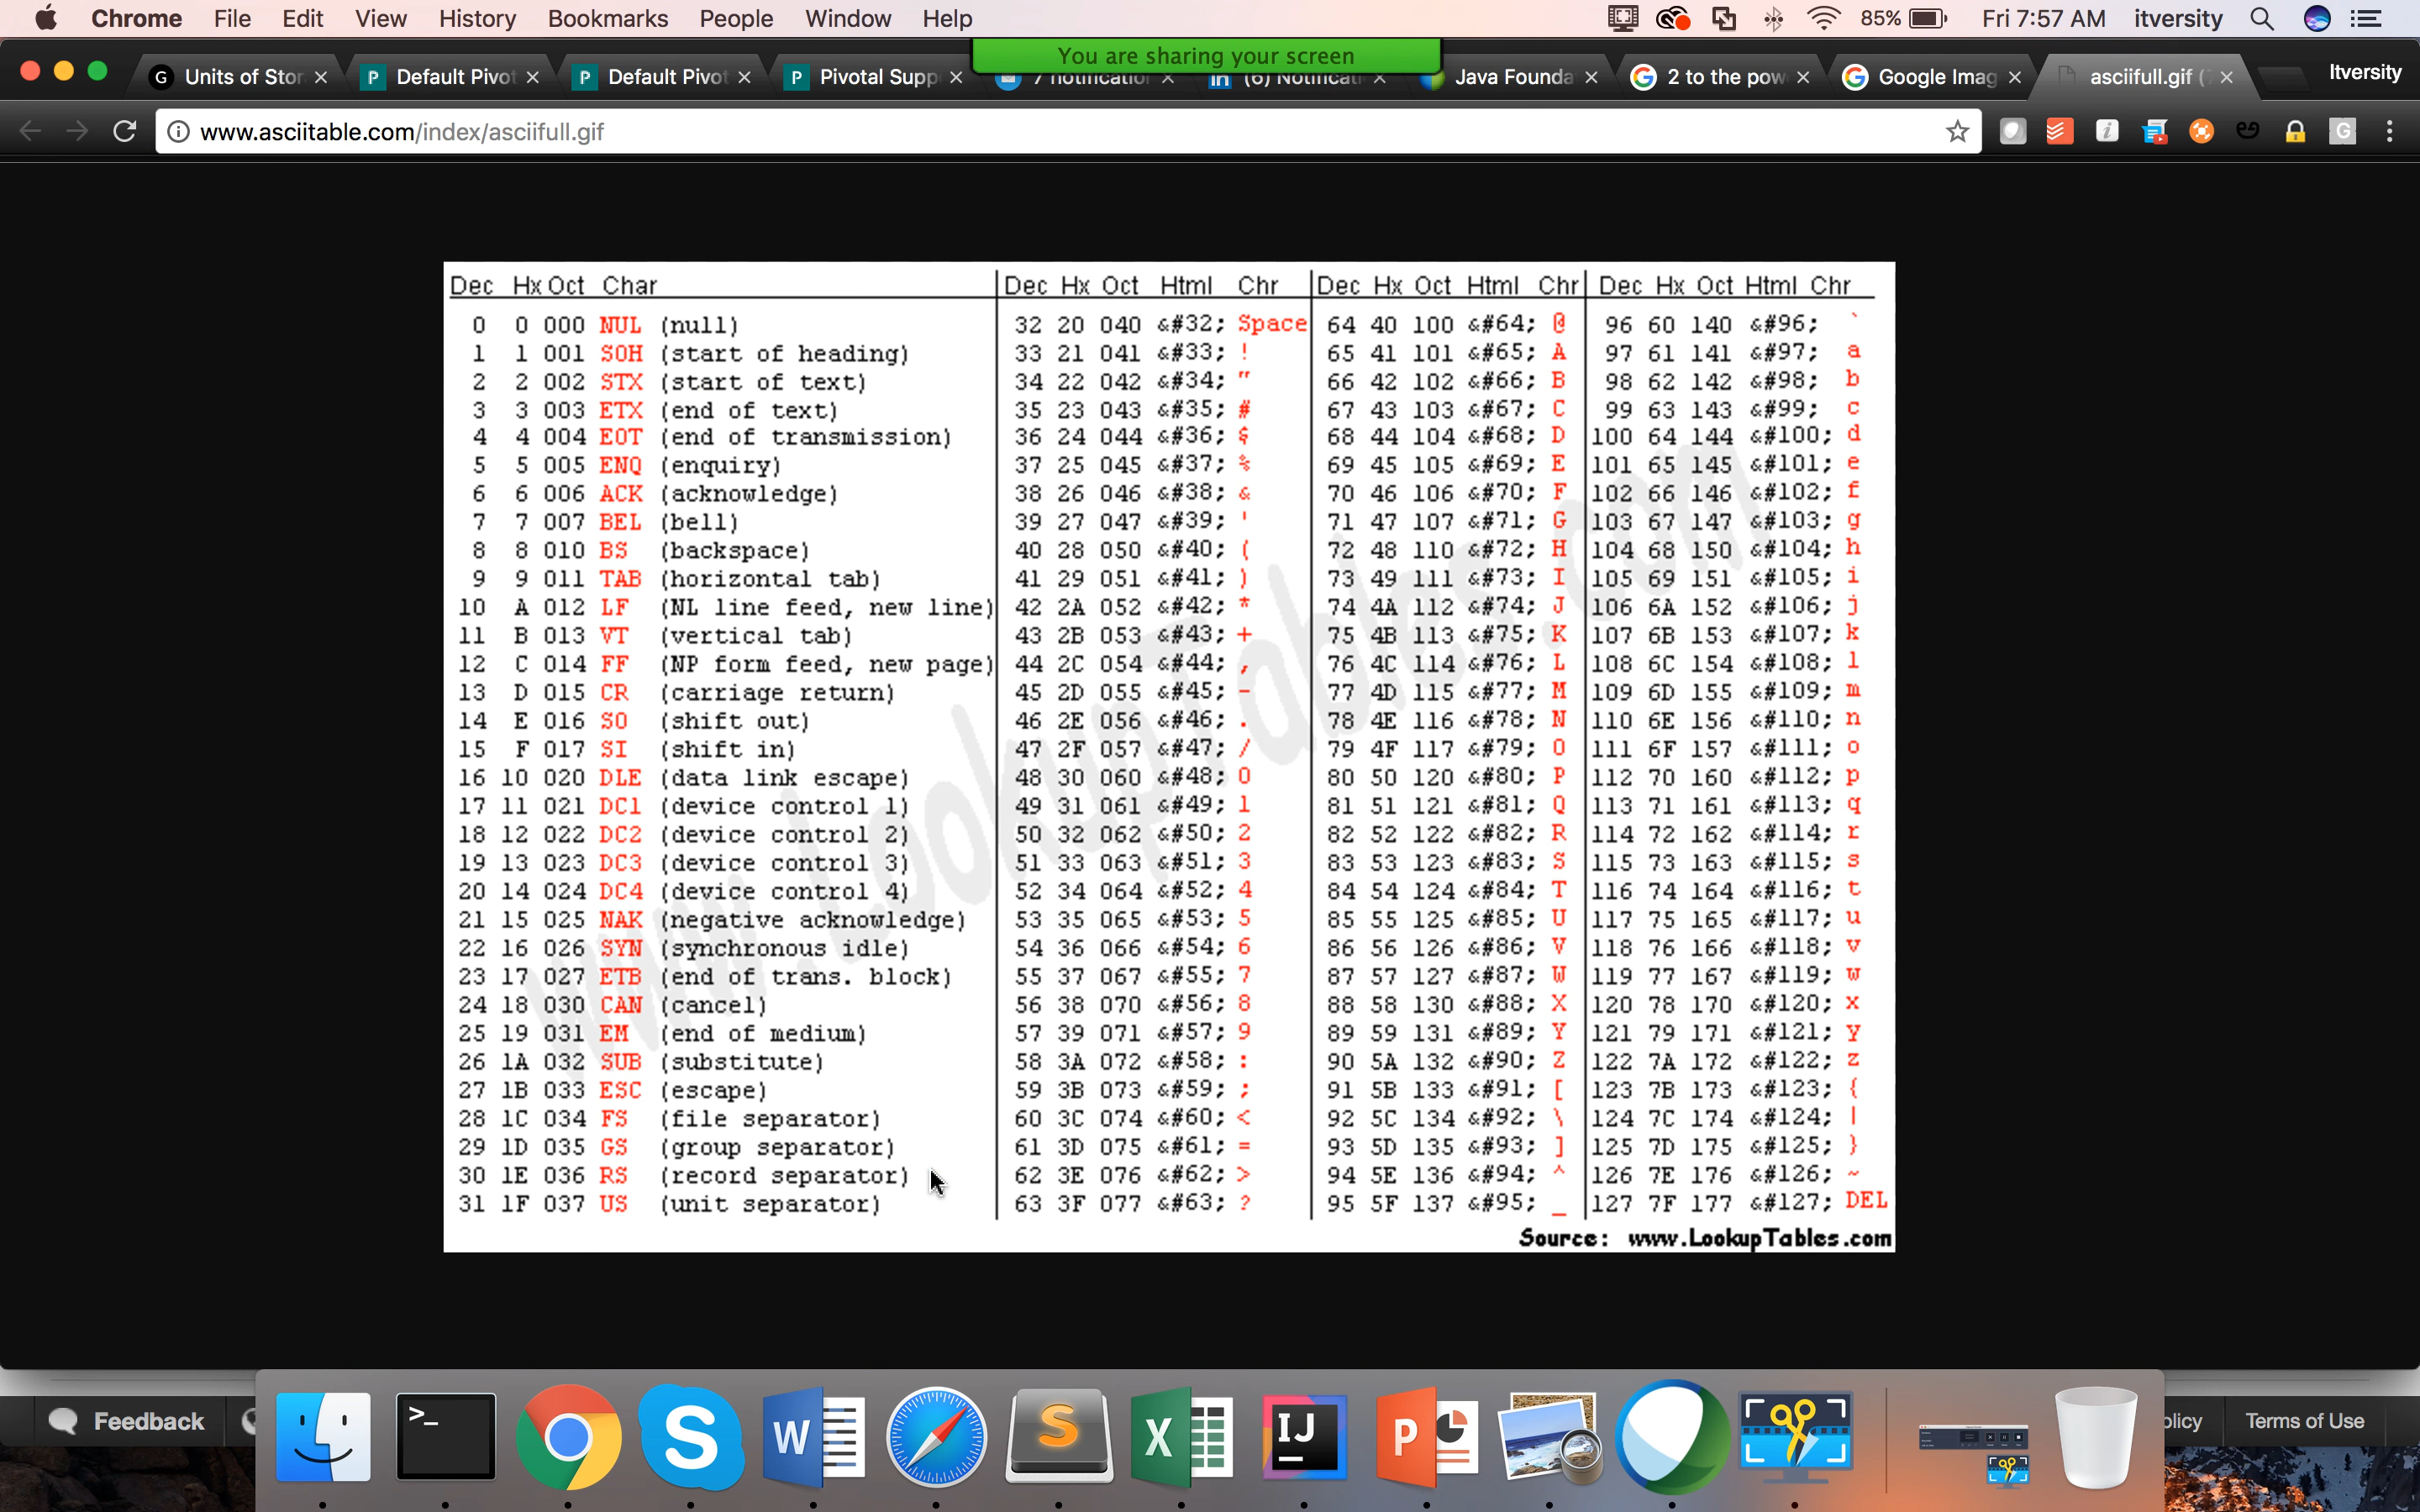 Chrome File Edit View History Bookmarks People Window Help 85% Fri 7:57 AM itversity
You are sharing your screen
Units of Stor Default Pivot Default Pivot Pivotal Supp 7 notification (6) Notificati Java Founda 2 to the pow Google Imag asciifull.gif ( Itversity
www.asciitable.com/index/asciifull.gif
Dec Hx Oct Char Dec Hx Oct Html Chr Dec Hx Oct Html Chr Dec Hx Oct Html Chr
0 0 000 NUL (null) 32 20 040 &#32; Space 64 40 100 &#64; @ 96 60 140 &#96; `
1 1 001 SOH (start of heading) 33 21 041 &#33; ! 65 41 101 &#65; A 97 61 141 &#97; a
2 2 002 STX (start of text) 34 22 042 &#34; " 66 42 102 &#66; B 98 62 142 &#98; b
3 3 003 ETX (end of text) 35 23 043 &#35; # 67 43 103 &#67; C 99 63 143 &#99; c
4 4 004 EOT (end of transmission) 36 24 044 &#36; $ 68 44 104 &#68; D 100 64 144 &#100; d
5 5 005 ENQ (enquiry) 37 25 045 &#37; % 69 45 105 &#69; E 101 65 145 &#101; e
6 6 006 ACK (acknowledge) 38 26 046 &#38; & 70 46 106 &#70; F 102 66 146 &#102; f
7 7 007 BEL (bell) 39 27 047 &#39; ' 71 47 107 &#71; G 103 67 147 &#103; g
8 8 010 BS (backspace) 40 28 050 &#40; ( 72 48 110 &#72; H 104 68 150 &#104; h
9 9 011 TAB (horizontal tab) 41 29 051 &#41; ) 73 49 111 &#73; I 105 69 151 &#105; i
10 A 012 LF (NL line feed, new line) 42 2A 052 &#42; * 74 4A 112 &#74; J 106 6A 152 &#106; j
11 B 013 VT (vertical tab) 43 2B 053 &#43; + 75 4B 113 &#75; K 107 6B 153 &#107; k
12 C 014 FF (NP form feed, new page) 44 2C 054 &#44; , 76 4C 114 &#76; L 108 6C 154 &#108; l
13 D 015 CR (carriage return) 45 2D 055 &#45; - 77 4D 115 &#77; M 109 6D 155 &#109; m
14 E 016 SO (shift out) 46 2E 056 &#46; . 78 4E 116 &#78; N 110 6E 156 &#110; n
15 F 017 SI (shift in) 47 2F 057 &#47; / 79 4F 117 &#79; O 111 6F 157 &#111; o
16 10 020 DLE (data link escape) 48 30 060 &#48; 0 80 50 120 &#80; P 112 70 160 &#112; p
17 11 021 DC1 (device control 1) 49 31 061 &#49; 1 81 51 121 &#81; Q 113 71 161 &#113; q
18 12 022 DC2 (device control 2) 50 32 062 &#50; 2 82 52 122 &#82; R 114 72 162 &#114; r
19 13 023 DC3 (device control 3) 51 33 063 &#51; 3 83 53 123 &#83; S 115 73 163 &#115; s
20 14 024 DC4 (device control 4) 52 34 064 &#52; 4 84 54 124 &#84; T 116 74 164 &#116; t
21 15 025 NAK (negative acknowledge) 53 35 065 &#53; 5 85 55 125 &#85; U 117 75 165 &#117; u
22 16 026 SYN (synchronous idle) 54 36 066 &#54; 6 86 56 126 &#86; V 118 76 166 &#118; v
23 17 027 ETB (end of trans. block) 55 37 067 &#55; 7 87 57 127 &#87; W 119 77 167 &#119; w
24 18 030 CAN (cancel) 56 38 070 &#56; 8 88 58 130 &#88; X 120 78 170 &#120; x
25 19 031 EM (end of medium) 57 39 071 &#57; 9 89 59 131 &#89; Y 121 79 171 &#121; y
26 1A 032 SUB (substitute) 58 3A 072 &#58; : 90 5A 132 &#90; Z 122 7A 172 &#122; z
27 1B 033 ESC (escape) 59 3B 073 &#59; ; 91 5B 133 &#91; [ 123 7B 173 &#123; {
28 1C 034 FS (file separator) 60 3C 074 &#60; < 92 5C 134 &#92; \ 124 7C 174 &#124; |
29 1D 035 GS (group separator) 61 3D 075 &#61; = 93 5D 135 &#93; ] 125 7D 175 &#125; }
30 1E 036 RS (record separator) 62 3E 076 &#62; > 94 5E 136 &#94; ^ 126 7E 176 &#126; ~
31 1F 037 US (unit separator) 63 3F 077 &#63; ? 95 5F 137 &#95; _ 127 7F 177 &#127; DEL
www.LookupTables.com
Source: www.LookupTables.com
Feedback olicy Terms of Use